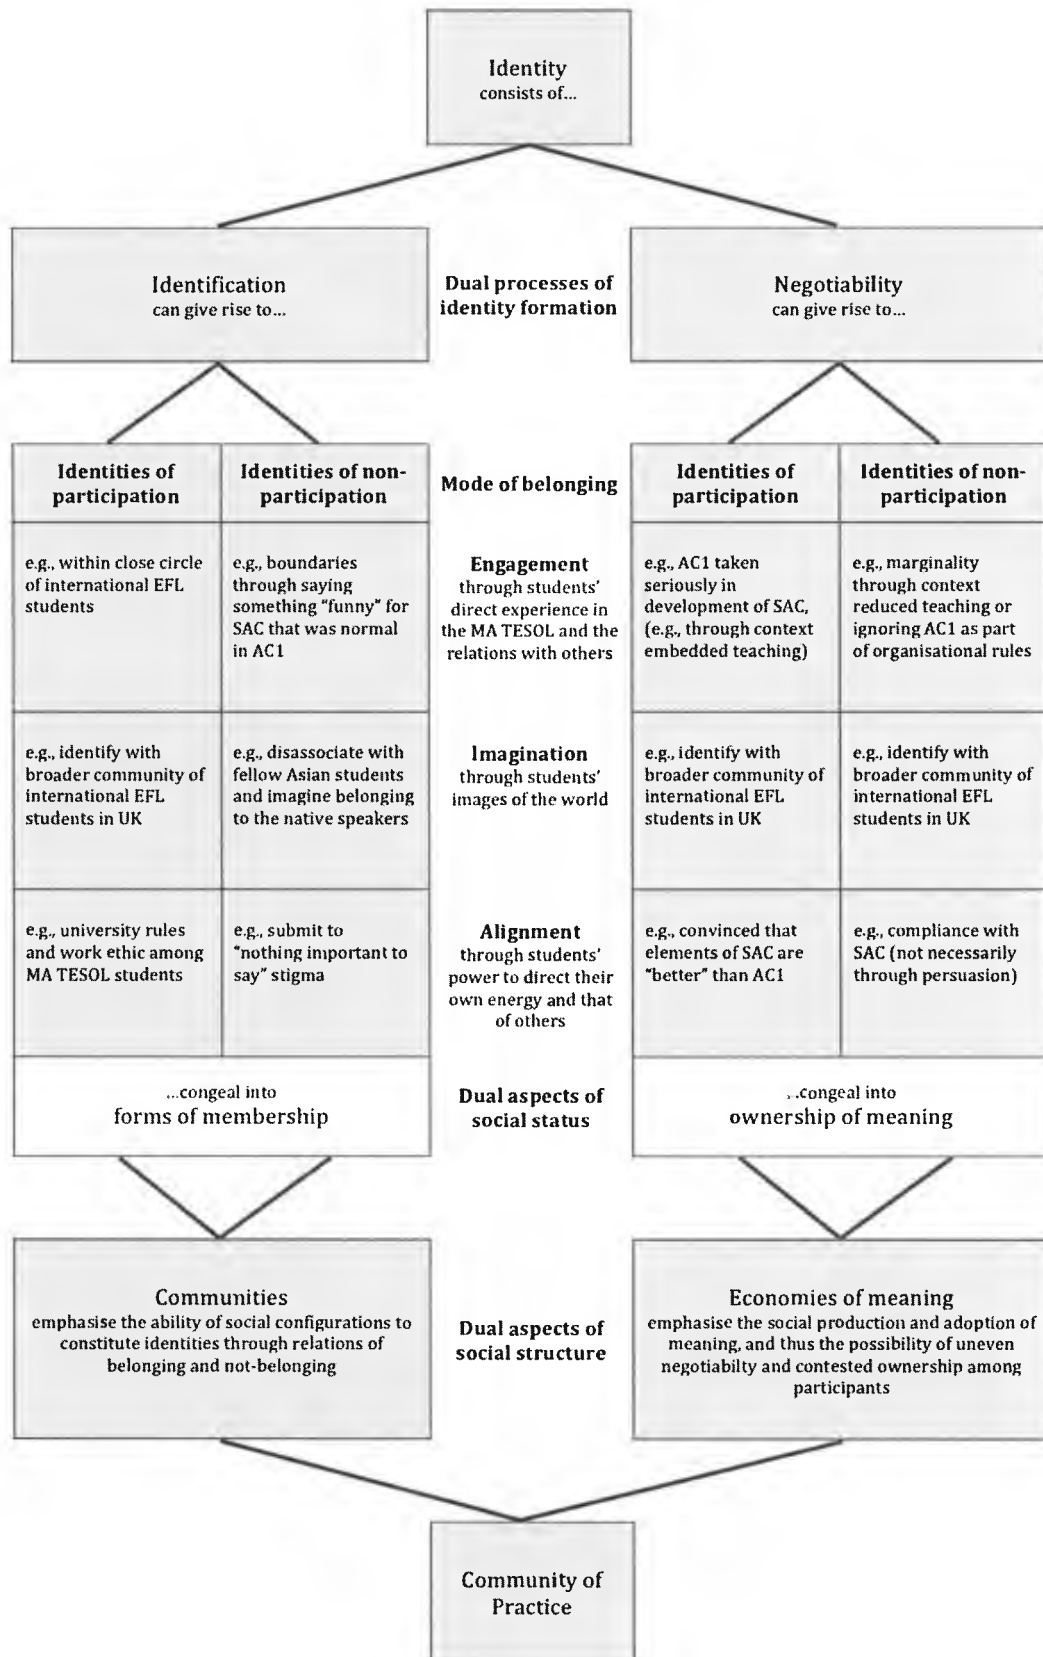 Identity
consists of...
Identification
can give rise to...
Dual processes of
identity formation
Negotiability
can give rise to...
Identities of
participation
Identities of non-
participation
Mode of belonging
Identities of
participation
Identities of non-
participation
e.g., within close circle
of international EFL
students
e.g., boundaries
through saying
something "funny" for
SAC that was normal
in AC1
Engagement
through students'
direct experience in
the MA TESOL and the
relations with others
e.g., AC1 taken
seriously in
development of SAC,
(e.g., through context
embedded teaching)
e.g., marginality
through context
reduced teaching or
ignoring AC1 as part
of organisational rules
e.g., identify with
broader community of
international EFL
students in UK
e.g., disassociate with
fellow Asian students
and imagine belonging
to the native speakers
Imagination
through students'
images of the world
e.g., identify with
broader community of
international EFL
students in UK
e.g., identify with
broader community of
international EFL
students in UK
e.g., university rules
and work ethic among
MA TESOL students
e.g., submit to
"nothing important to
say" stigma
Alignment
through students'
power to direct their
own energy and that
of others
e.g., convinced that
elements of SAC are
"better" than AC1
e.g., compliance with
SAC (not necessarily
through persuasion)
...congeal into
forms of membership
Dual aspects of
social status
...congeal into
ownership of meaning
Communities
emphasise the ability of social configurations to
constitute identities through relations of
belonging and not-belonging
Dual aspects of
social structure
Economies of meaning
emphasise the social production and adoption of
meaning, and thus the possibility of uneven
negotiabilty and contested ownership among
participants
Community of
Practice